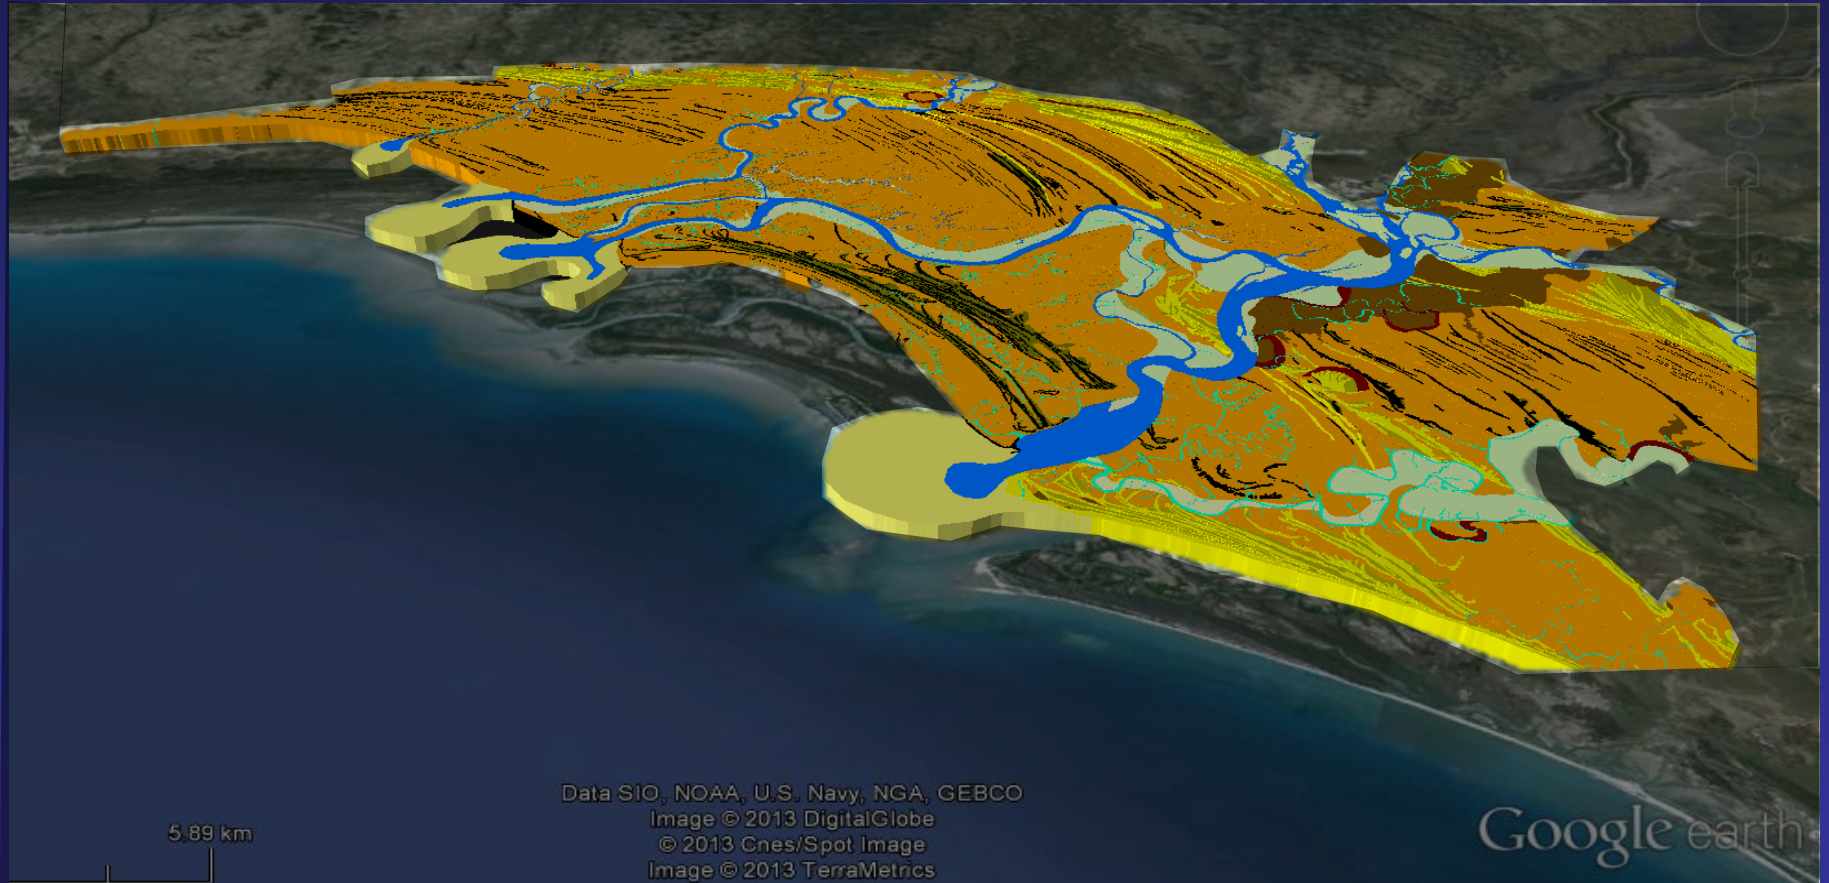 Data SIO, NOAA, U.S. Navy, NGA, GEBCO
Image © 2013 DigitalGlobe
5.89 km
© 2013 Cnes/Spot Image
Image © 2013 TerraMetrics
Google earth